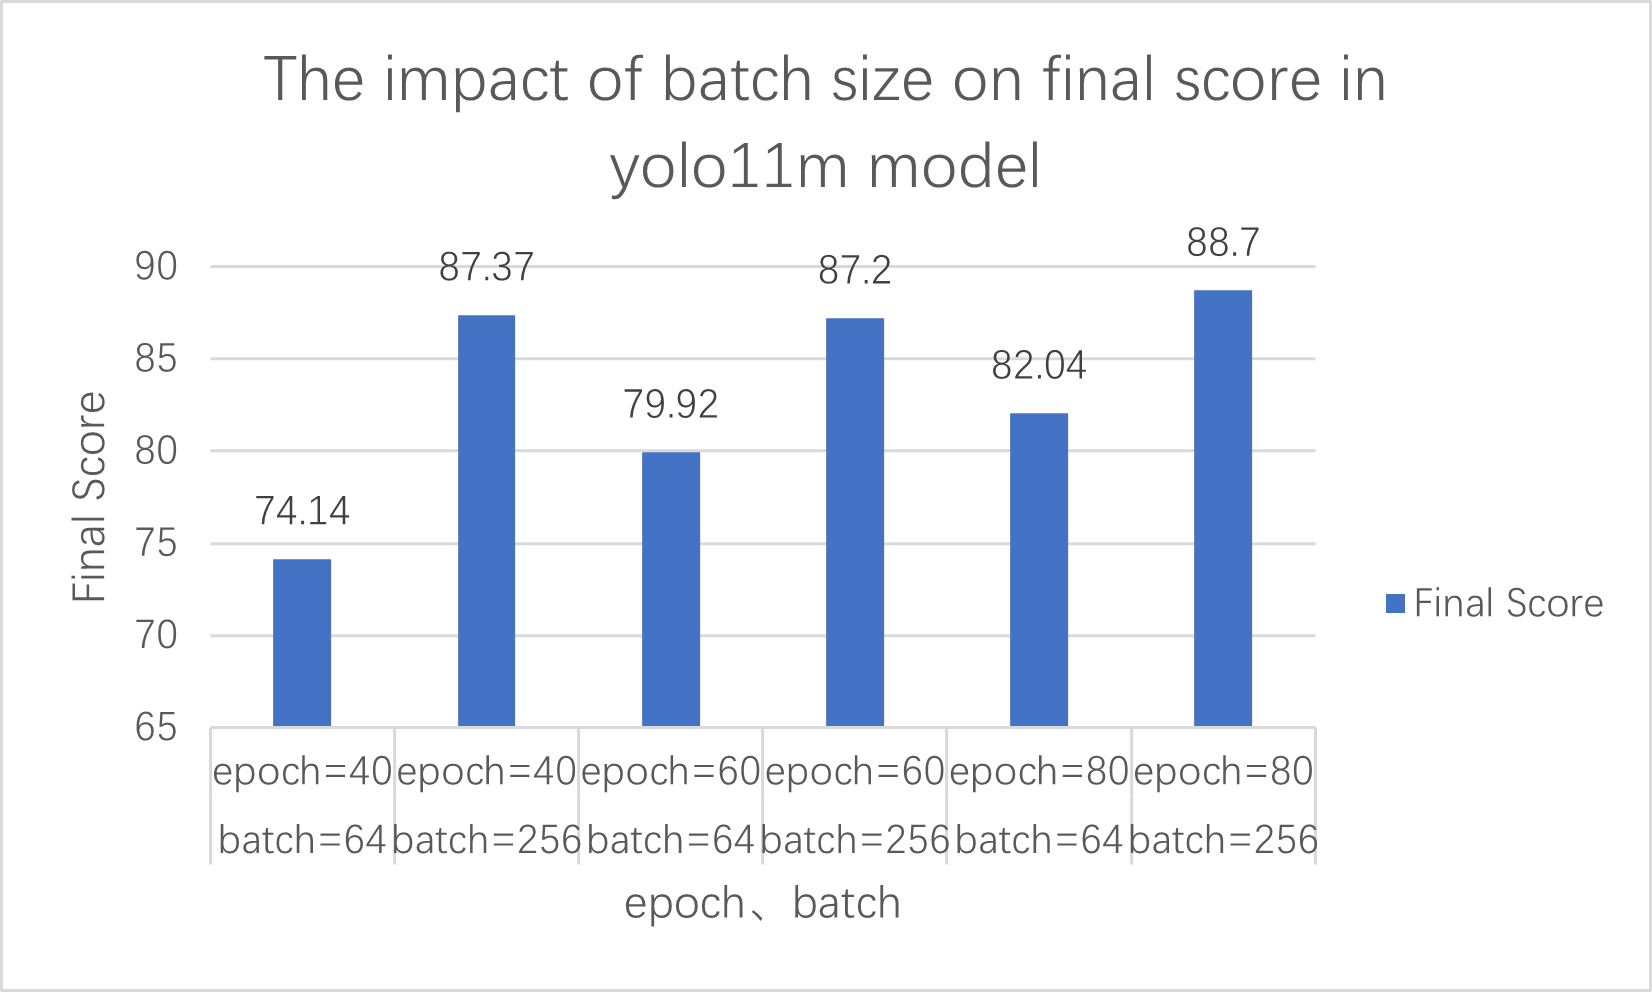 The impact of batch size on final score in
yolo11m model
90
85
80
75
70
65
Final Score
74.14
87.37
79.92
87.2
82.04
88.7
epoch=40 epoch=40 epoch=60 epoch=60 epoch=80 epoch=80
batch=64 batch=256 batch=64 batch=256 batch=64 batch=256
epoch、batch
Final Score